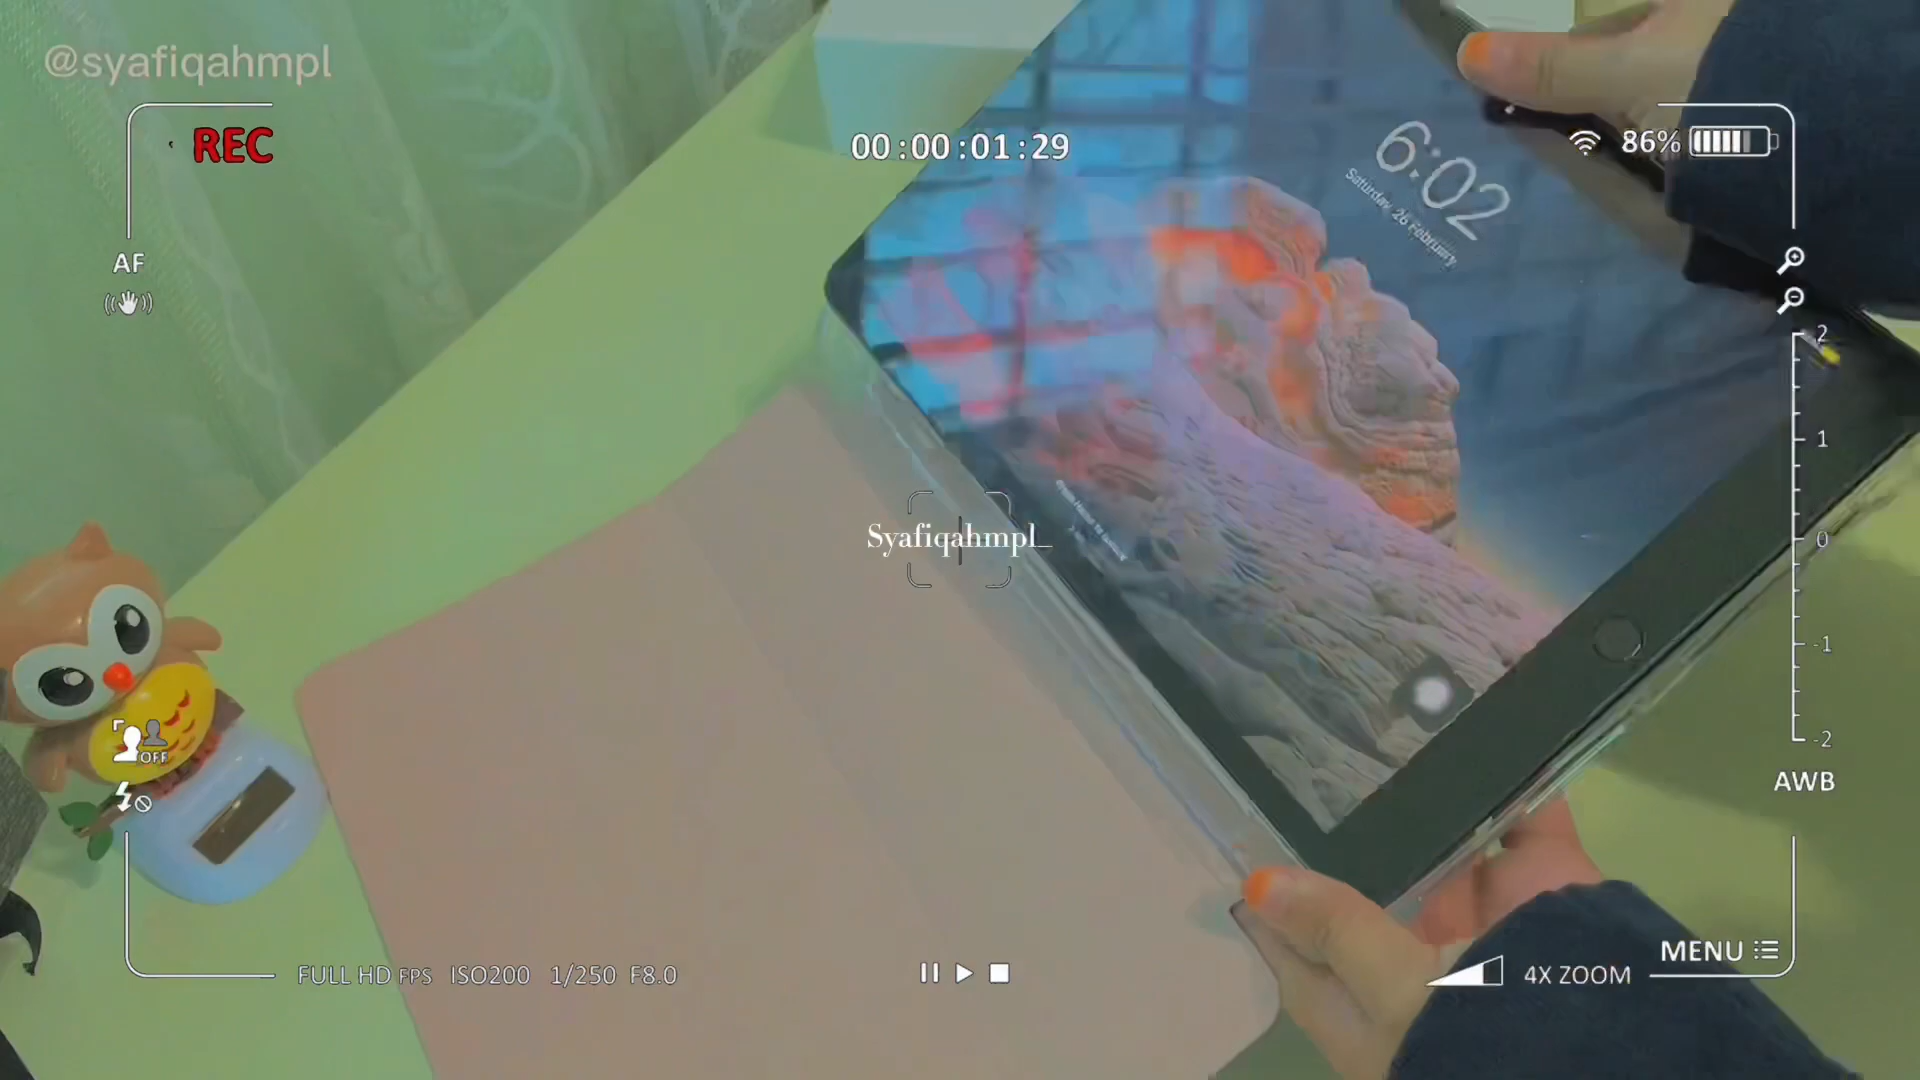 @syafiqahmpl
REC
00:00:01:29
86%
6:02
Saturday, 26 February
AF
2
1
0
-1
-2
Syafiqahmpl_
OFF
AWB
MENU
FULL HD FPS ISO200 1/250 F8.0
4X ZOOM